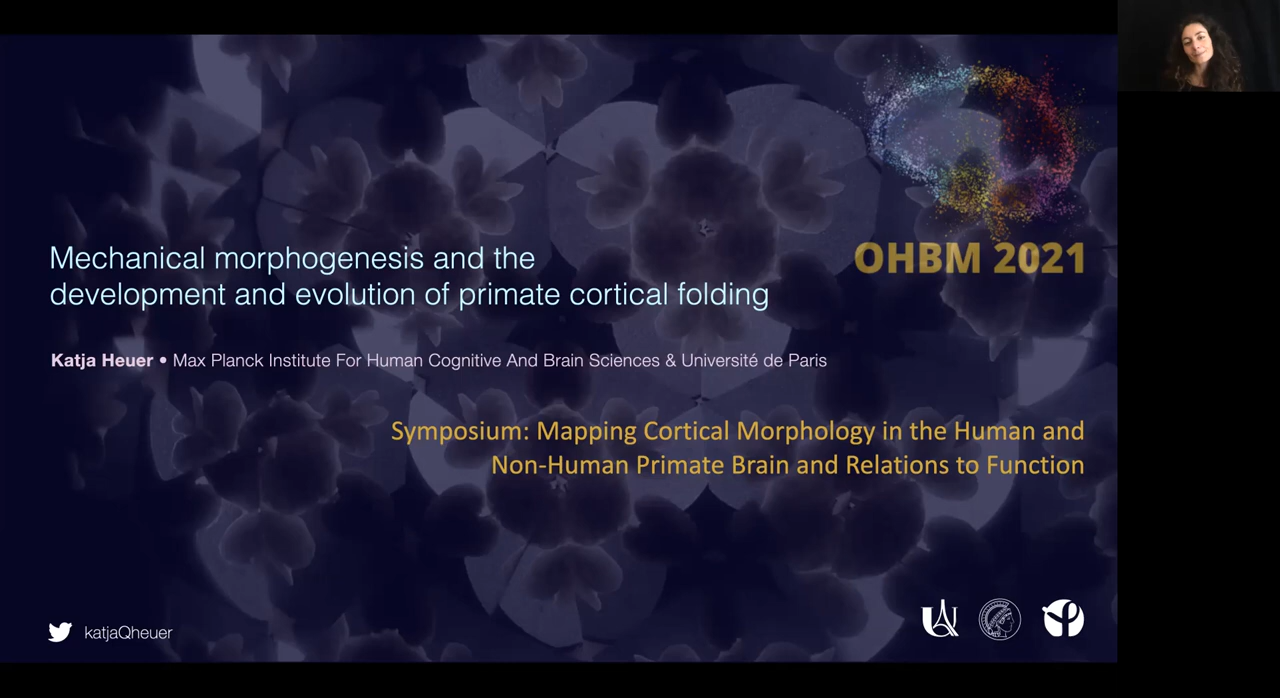 OHBM 2021
Mechanical morphogenesis and the
development and evolution of primate cortical folding
Katja Heuer • Max Planck Institute For Human Cognitive And Brain Sciences & Université de Paris
Symposium: Mapping Cortical Morphology in the Human and
Non-Human Primate Brain and Relations to Function
katjaQheuer